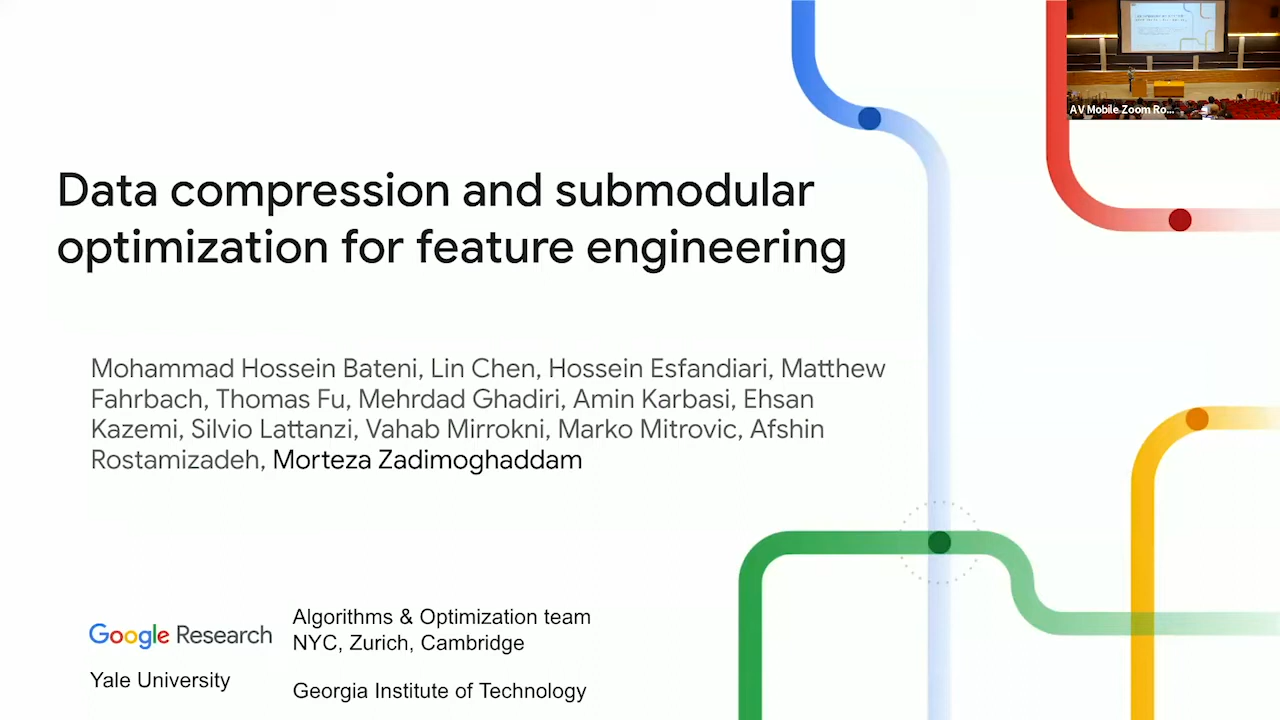 Data compression and submodular
optimization for feature engineering
Mohammad Hossein Bateni, Lin Chen, Hossein Esfandiari, Matthew
Fahrbach, Thomas Fu, Mehrdad Ghadiri, Amin Karbasi, Ehsan
Kazemi, Silvio Lattanzi, Vahab Mirrokni, Marko Mitrovic, Afshin
Rostamizadeh, Morteza Zadimoghaddam
Google Research
Algorithms & Optimization team
NYC, Zurich, Cambridge
Yale University
Georgia Institute of Technology
AV Mobile Zoom Ro...